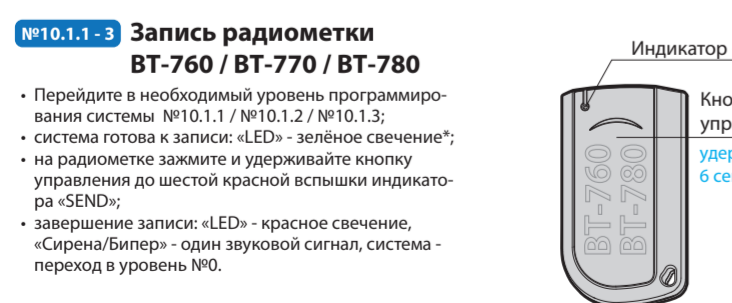 №10.1.1 - 3 Запись радиометки
BT-760 / BT-770 / BT-780
• Перейдите в необходимый уровень программиро-
вания системы №10.1.1 / №10.1.2 / №10.1.3;
• система готова к записи: «LED» - зелёное свечение*;
• на радиометке зажмите и удерживайте кнопку
управления до шестой красной вспышки индикато-
ра «SEND»;
• завершение записи: «LED» - красное свечение,
«Сирена/Бипер» - один звуковой сигнал, система -
переход в уровень №0.
Индикатор
BT-760
BT-780